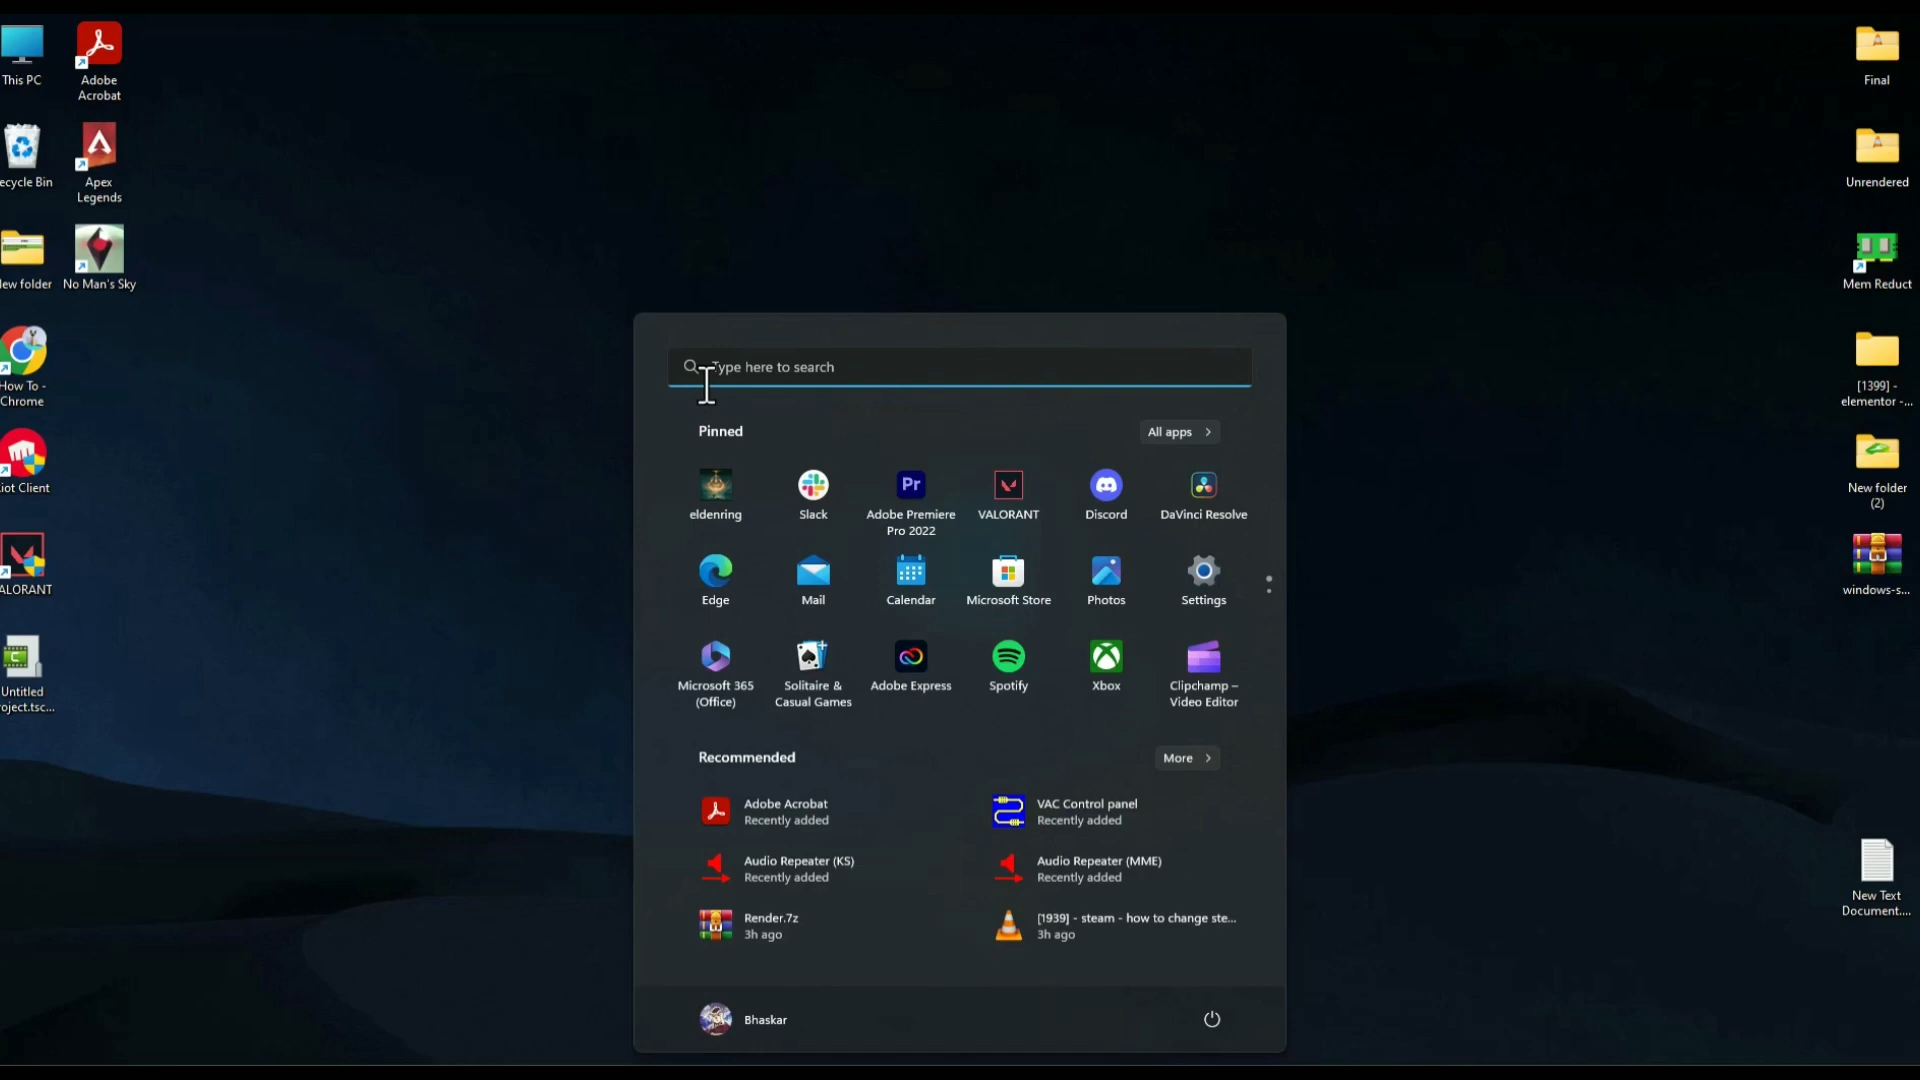 This PC
Adobe
Acrobat
ecycle Bin
Apex
Legends
ew folder
No Man's Sky
How To -
Chrome
iot Client
ALORANT
Untitled
roject.tsc...
Type here to search
Pinned
All apps
eldenring
Slack
Adobe Premiere
Pro 2022
VALORANT
Discord
DaVinci Resolve
Edge
Mail
Calendar
Microsoft Store
Photos
Settings
Microsoft 365
(Office)
Solitaire &
Casual Games
Adobe Express
Spotify
Xbox
Clipchamp –
Video Editor
Recommended
More
Adobe Acrobat
Recently added
VAC Control panel
Recently added
Audio Repeater (KS)
Recently added
Audio Repeater (MME)
Recently added
Render.7z
3h ago
[1939] - steam - how to change ste...
3h ago
Bhaskar
Final
Unrendered
Mem Reduct
[1399] -
elementor -...
New folder
(2)
windows-s...
New Text
Document....